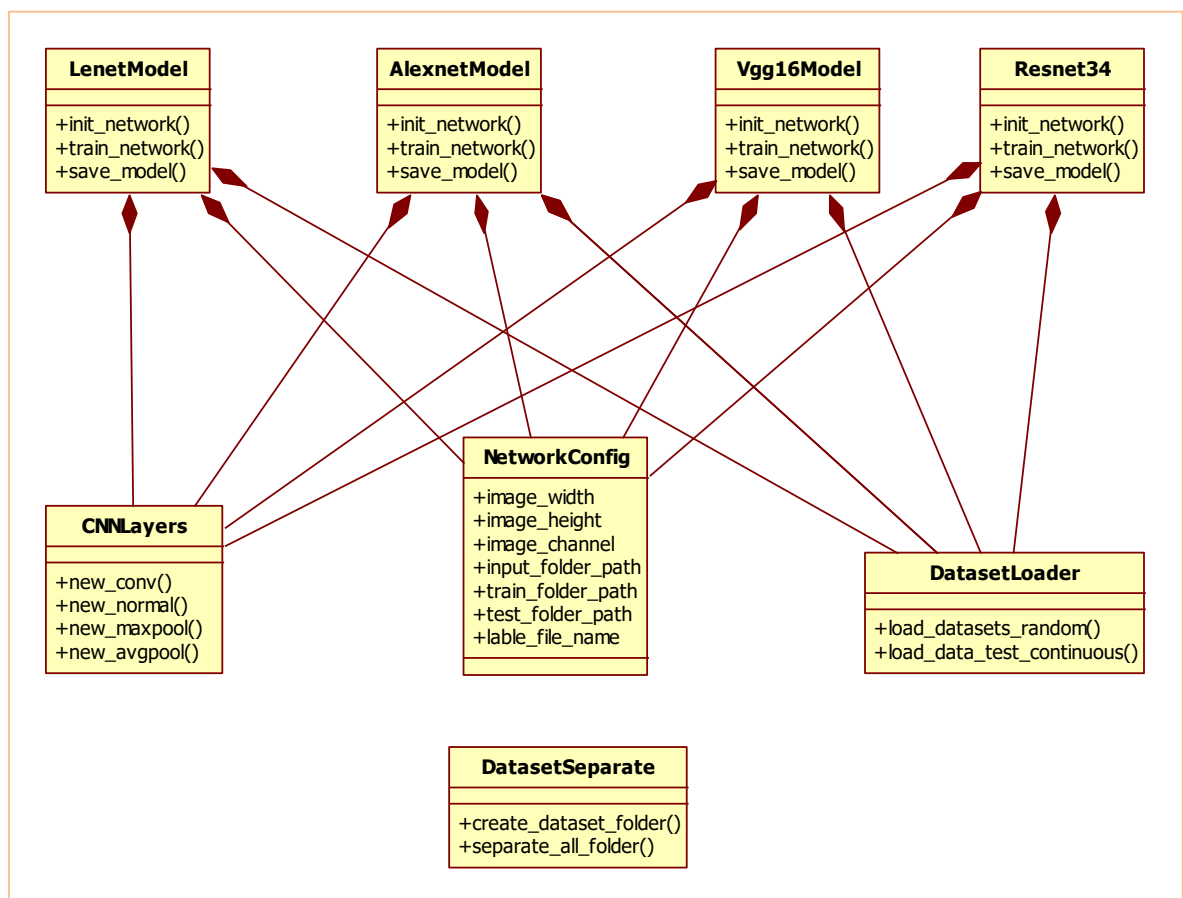 LenetModel
+init_network()
+train_network()
+save_model()
AlexnetModel
+init_network()
+train_network()
+save_model()
Vgg16Model
+init_network()
+train_network()
+save_model()
Resnet34
+init_network()
+train_network()
+save_model()
CNNLayers
+new_conv()
+new_normal()
+new_maxpool()
+new_avgpool()
NetworkConfig
+image_width
+image_height
+image_channel
+input_folder_path
+train_folder_path
+test_folder_path
+lable_file_name
DatasetLoader
+load_datasets_random()
+load_data_test_continuous()
DatasetSeparate
+create_dataset_folder()
+separate_all_folder()